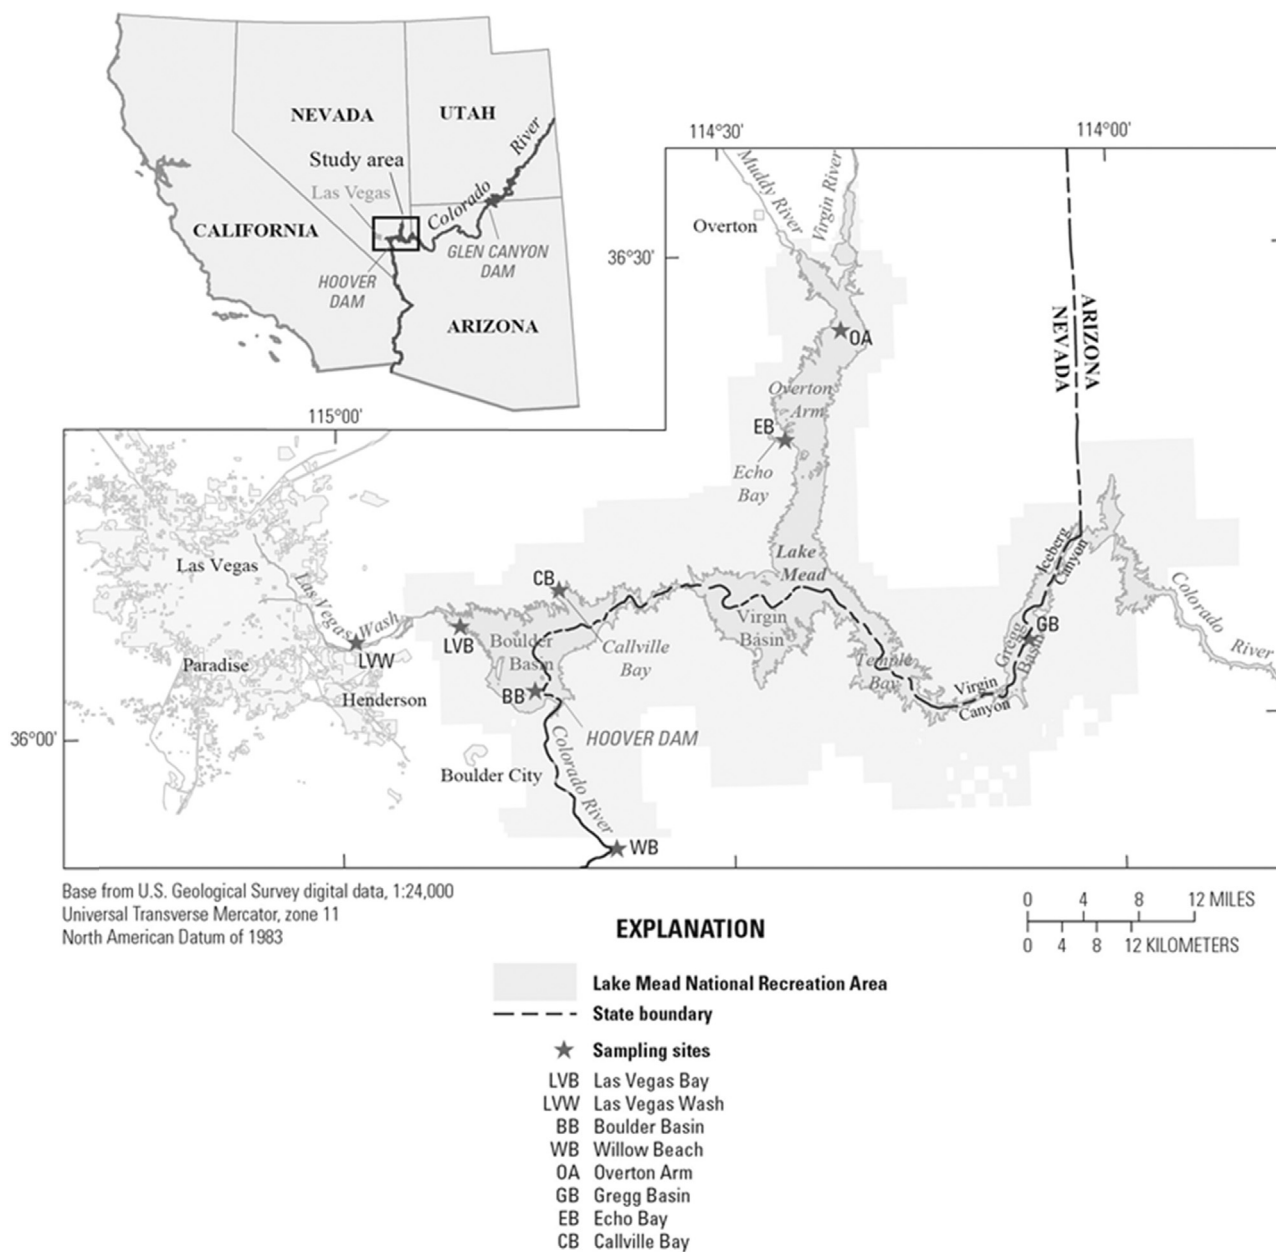 NEVADA
UTAH
Study area
Las Vegas
CALIFORNIA
Colorado
River
HOOVER
DAM
GLEN CANYON
DAM
ARIZONA
114°30'
114°00'
Muddy River
Virgin River
Overton
36°30'
OA
ARIZONA
NEVADA
Overton
Arm
EB
Echo
Bay
115°00'
Las Vegas
Las Vegas Wash
LVW
Paradise
Henderson
CB
LVB
Boulder
Basin
BB
Callville
Bay
Lake
Mead
Virgin
Basin
Temple
Bay
Virgin
Canyon
Gregg
Basin
GB
Iceberg
Canyon
Colorado
River
36°00'
HOOVER DAM
Boulder City
Colorado River
WB
Base from U.S. Geological Survey digital data, 1:24,000
Universal Transverse Mercator, zone 11
North American Datum of 1983
0 4 8 12 MILES
0 4 8 12 KILOMETERS
EXPLANATION
Lake Mead National Recreation Area
State boundary
Sampling sites
LVB Las Vegas Bay
LVW Las Vegas Wash
BB Boulder Basin
WB Willow Beach
OA Overton Arm
GB Gregg Basin
EB Echo Bay
CB Callville Bay